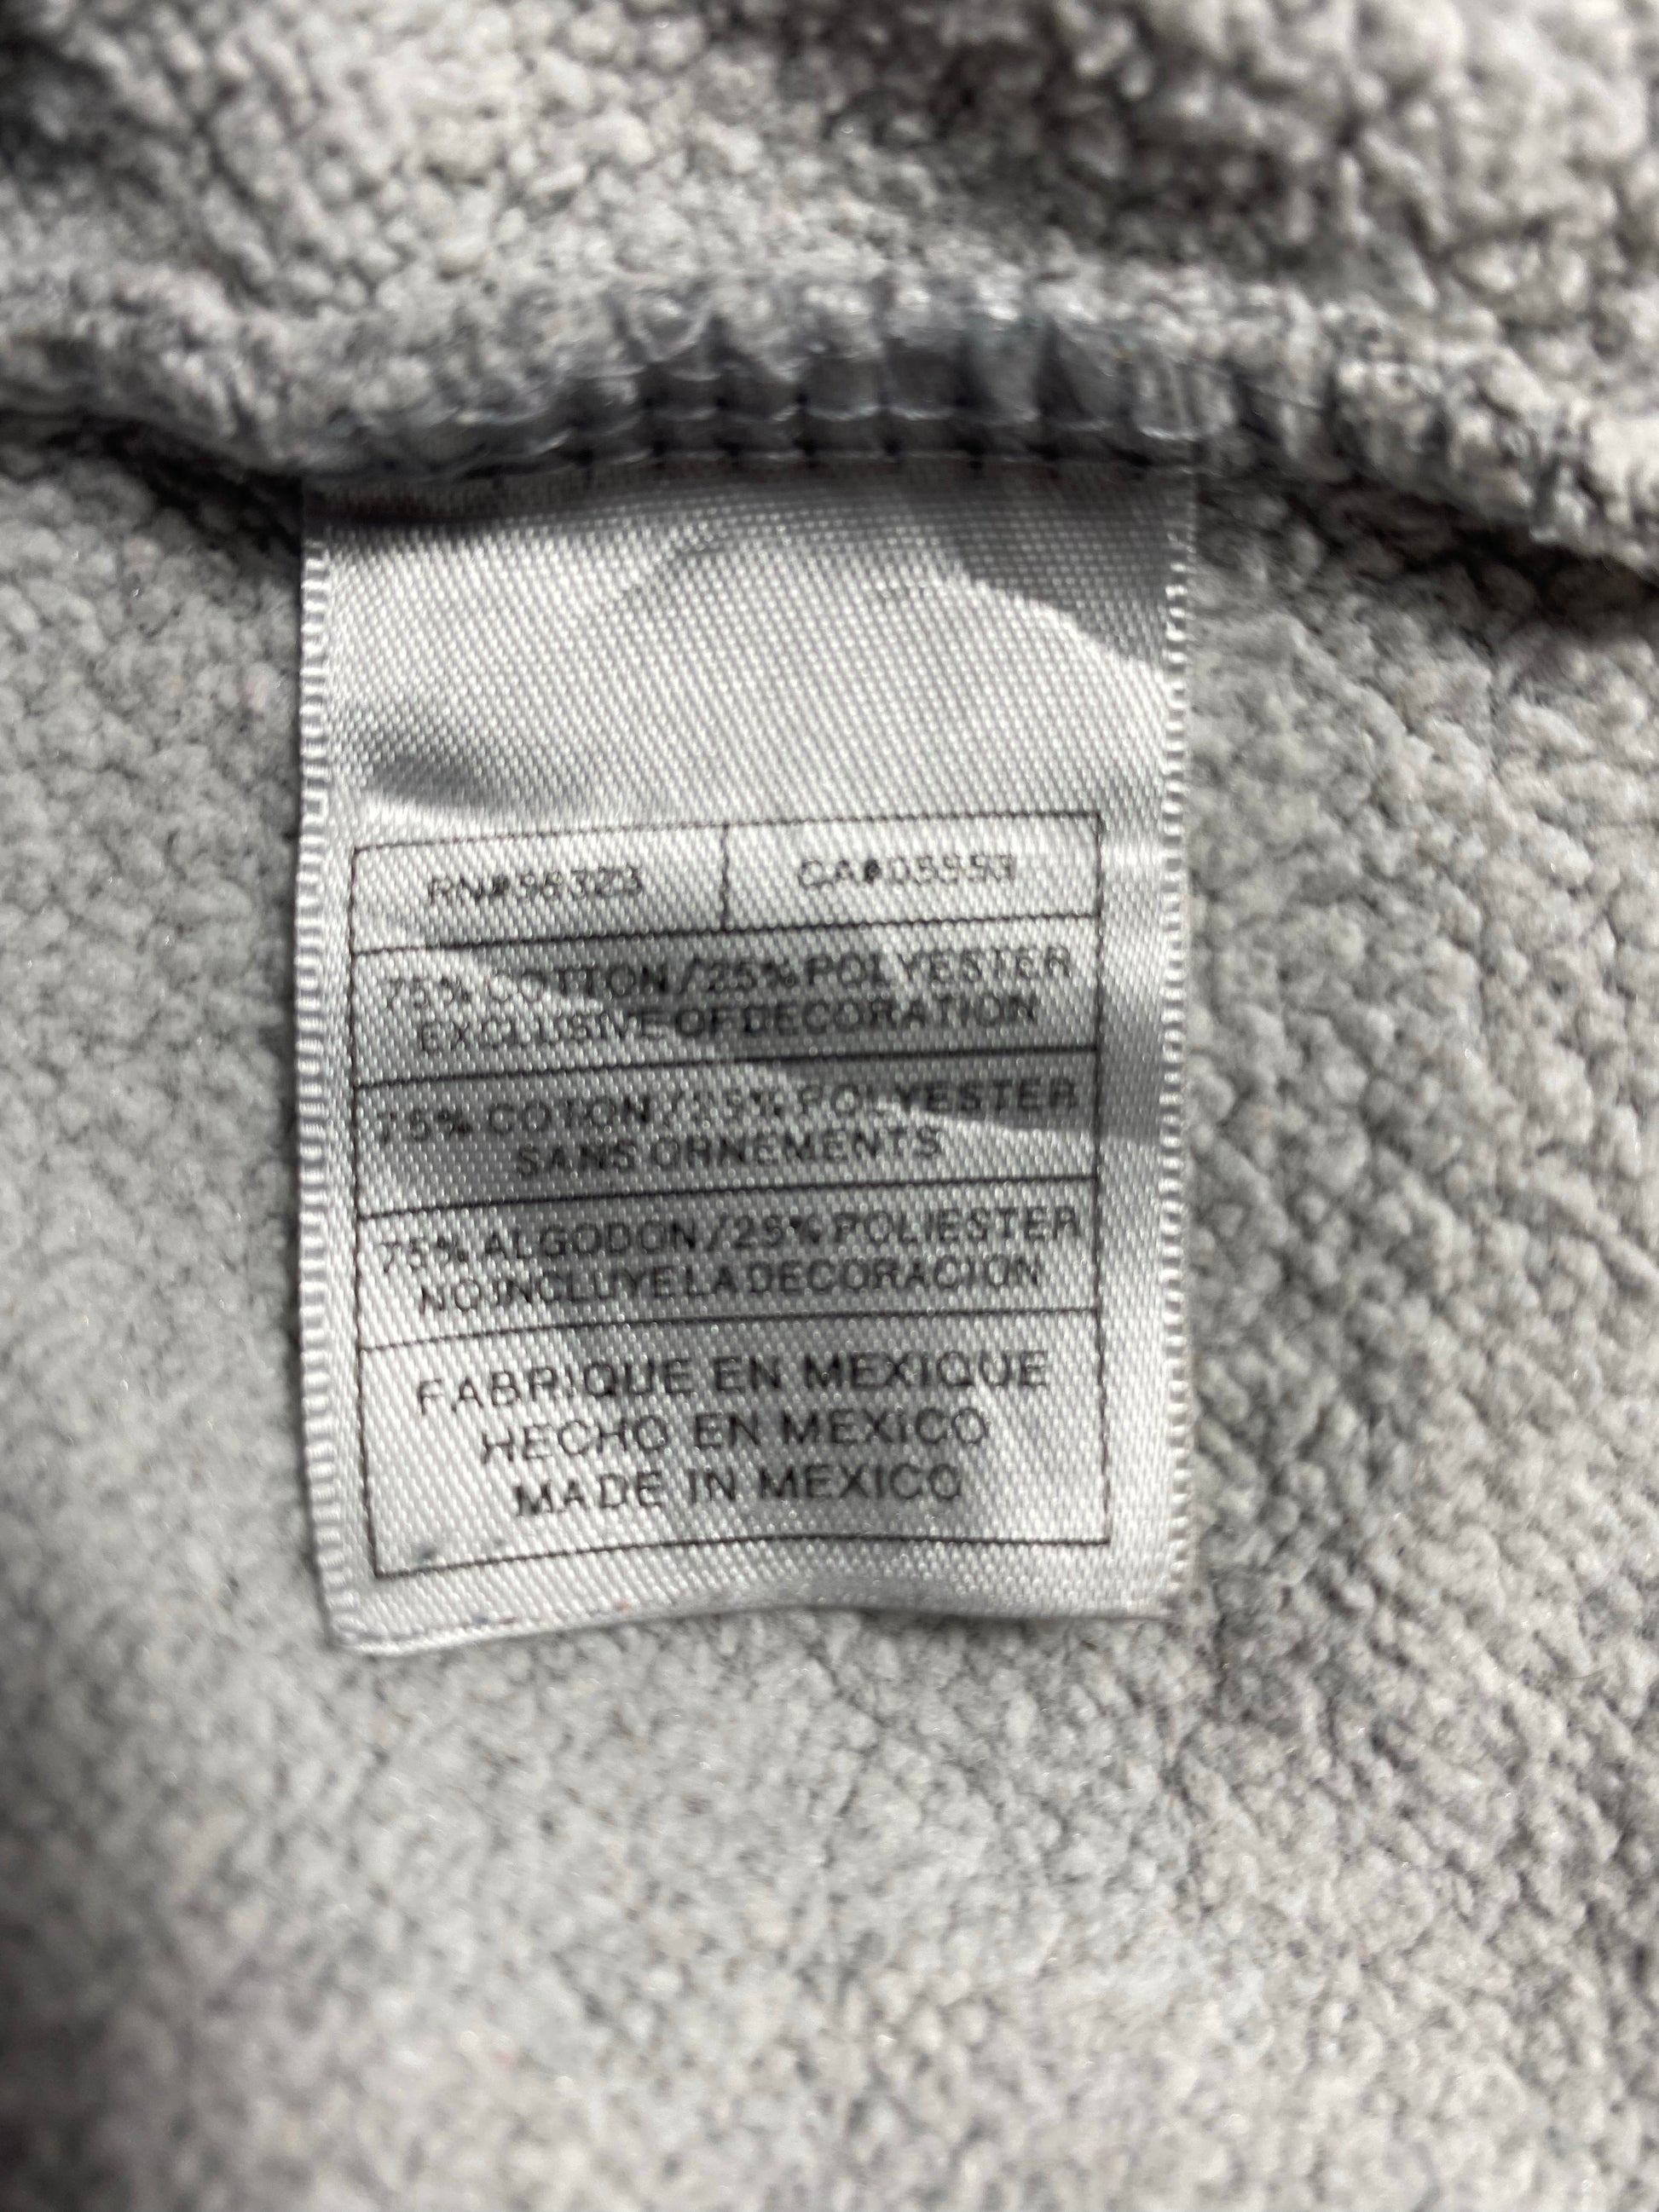 RN#98323 CA#05553
75% COTTON/25% POLYESTER
EXCLUSIVE OF DECORATION
75% COTON/25% POLYESTER
SANS ORNEMENTS
75% ALGODON/25% POLIESTER
NO INCLUYE LA DECORACION
FABRIQUE EN MEXIQUE
HECHO EN MEXICO
MADE IN MEXICO